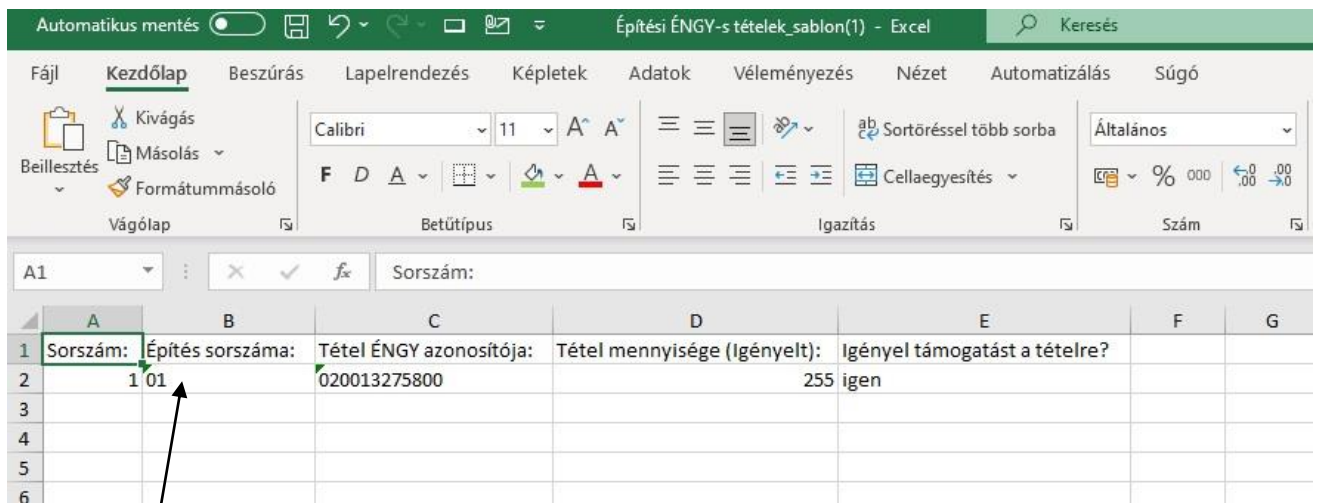 Automatikus mentés
Építési ÉNGY-s tételek_sablon(1) - Excel
Keresés
Fájl Kezdőlap Beszúrás Lapelrendezés Képletek Adatok Véleményezés Nézet Automatizálás Súgó
Beillesztés
Kivágás
Másolás
Formátummásoló
Vágólap
Calibri 11 A A
F D A A
Betűtípus
ab Sortöréssel több sorba
Cellaegyesítés
Igazítás
Általános
% 000 ,00 ,00
Szám
A1 fx Sorszám:
A B C D E F G
1 Sorszám: Építés sorszáma: Tétel ÉNGY azonosítója: Tétel mennyisége (Igényelt): Igényel támogatást a tételre?
2 1 01 020013275800 255 igen
3
4
5
6